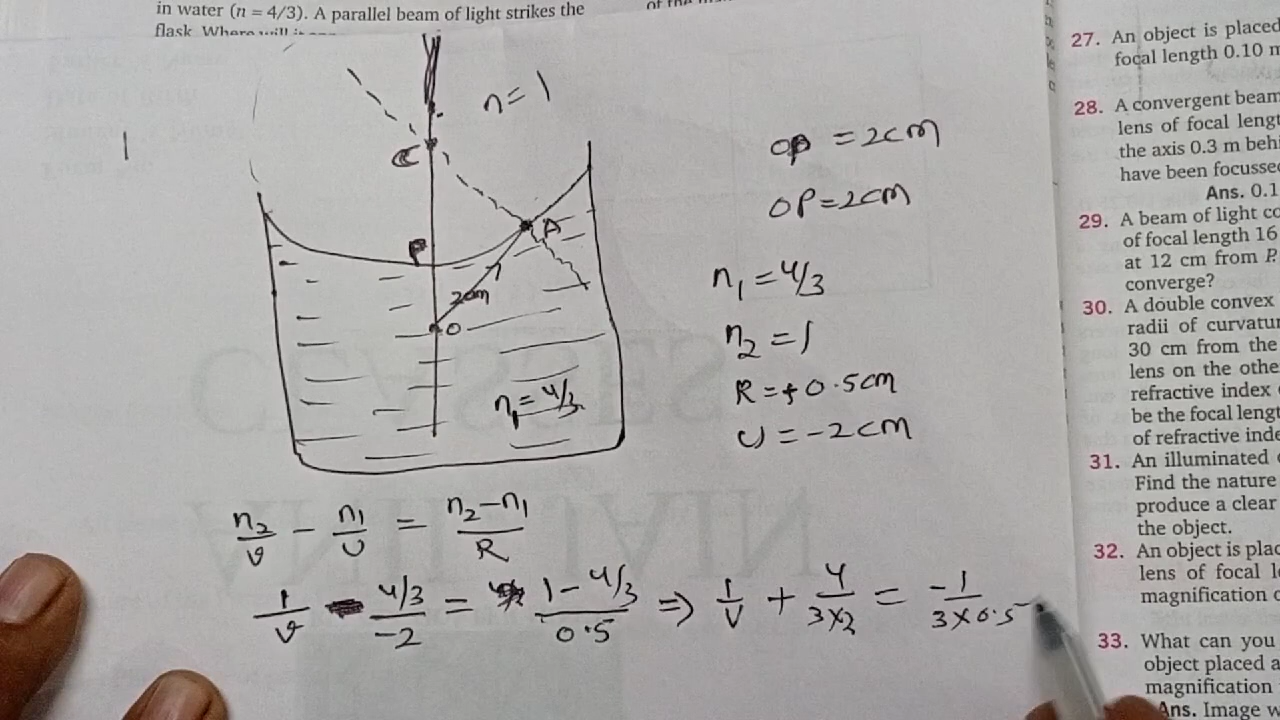 in water (n = 4/3). A parallel beam of light strikes the
flask. Where will it
n = 1
C
P
A
2cm
O
n1 = 4/3
OA = 2cm
OP = 2cm
n1 = 4/3
n2 = 1
R = +0.5cm
U = -2cm
n2/v - n1/U = n2-n1/R
1/v - 4/3/-2 = 1-4/3/0.5 ⇒ 1/V + 4/3×2 = -1/3×0.5
27. An object is placed
focal length 0.10 m
28. A convergent beam
lens of focal lengt
the axis 0.3 m behi
have been focusse
Ans. 0.1
29. A beam of light co
of focal length 16
at 12 cm from P.
converge?
30. A double convex
radii of curvatur
30 cm from the
lens on the othe
refractive index
be the focal lengt
of refractive inde
31. An illuminated
Find the nature
produce a clear
the object.
32. An object is plac
lens of focal le
magnification
33. What can you
object placed a
magnification
Ans. Image w